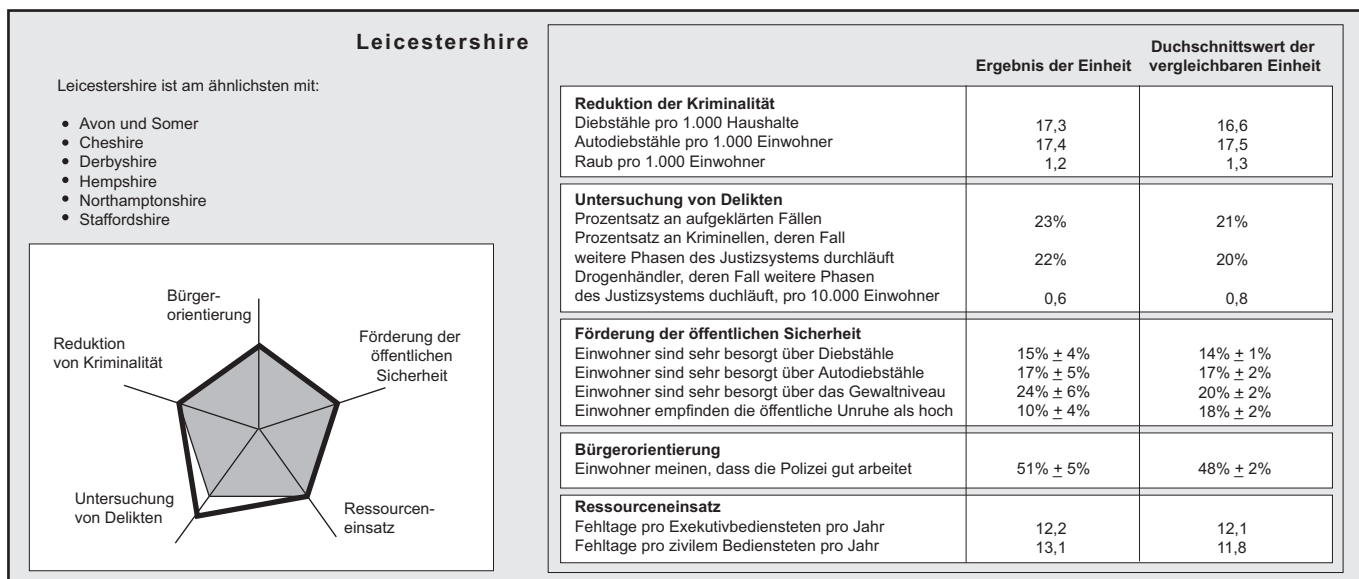 Leicestershire
Leicestershire ist am ähnlichsten mit:
• Avon und Somer
• Cheshire
• Derbyshire
• Hempshire
• Northamptonshire
• Staffordshire
Bürger-
orientierung
Reduktion
von Kriminalität
Förderung der
öffentlichen
Sicherheit
Untersuchung
von Delikten
Ressourcen-
einsatz
Ergebnis der Einheit
Duchschnittswert der
vergleichbaren Einheit
Reduktion der Kriminalität
Diebstähle pro 1.000 Haushalte 17,3 16,6
Autodiebstähle pro 1.000 Einwohner 17,4 17,5
Raub pro 1.000 Einwohner 1,2 1,3
Untersuchung von Delikten
Prozentsatz an aufgeklärten Fällen 23% 21%
Prozentsatz an Kriminellen, deren Fall
weitere Phasen des Justizsystems durchläuft 22% 20%
Drogenhändler, deren Fall weitere Phasen
des Justizsystems duchläuft, pro 10.000 Einwohner 0,6 0,8
Förderung der öffentlichen Sicherheit
Einwohner sind sehr besorgt über Diebstähle 15% ± 4% 14% ± 1%
Einwohner sind sehr besorgt über Autodiebstähle 17% ± 5% 17% ± 2%
Einwohner sind sehr besorgt über das Gewaltniveau 24% ± 6% 20% ± 2%
Einwohner empfinden die öffentliche Unruhe als hoch 10% ± 4% 18% ± 2%
Bürgerorientierung
Einwohner meinen, dass die Polizei gut arbeitet 51% ± 5% 48% ± 2%
Ressourceneinsatz
Fehltage pro Exekutivbediensteten pro Jahr 12,2 12,1
Fehltage pro zivilem Bediensteten pro Jahr 13,1 11,8